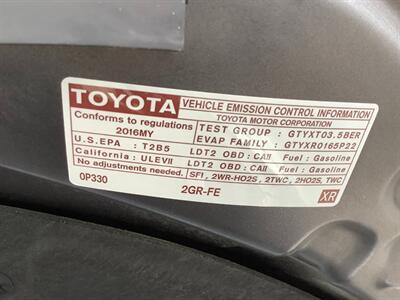 TOYOTA VEHICLE EMISSION CONTROL INFORMATION
TOYOTA MOTOR CORPORATION
Conforms to regulations
2016MY
TEST GROUP : GTYXT03.5BER
EVAP FAMILY : GTYXR0165P22
U.S.EPA : T2B5 LDT2 OBD : CAII Fuel : Gasoline
California : ULEVII LDT2 OBD : CAII Fuel : Gasoline
No adjustments needed. SFI , 2WR-HO2S , 2TWC , 2HO2S, TWC
0P330
2GR-FE
XR